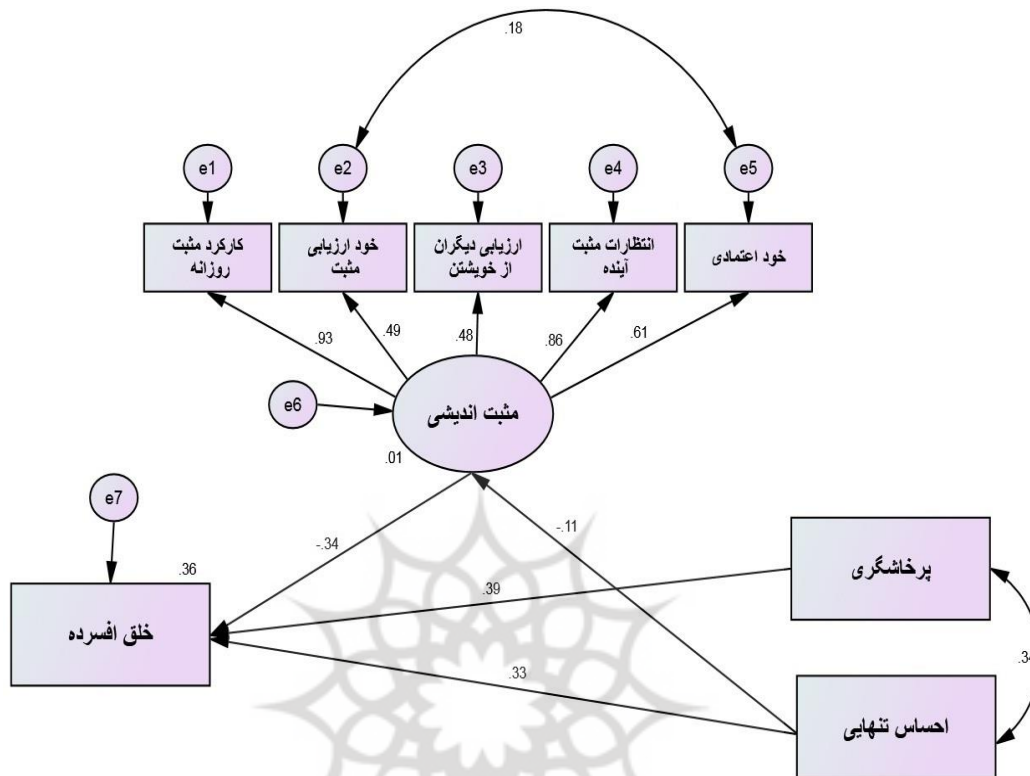 .18
e1
e2
e3
e4
e5
کارکرد مثبت
روزانه
خود ارزیابی
مثبت
ارزیابی دیگران
از خویشتن
انتظارات مثبت
آینده
خود اعتمادی
.93
.49
.48
.86
.61
e6
مثبت اندیشی
.01
e7
-.34
-.11
.36
خلق افسرده
.39
پرخاشگری
.33
.34
احساس تنهایی